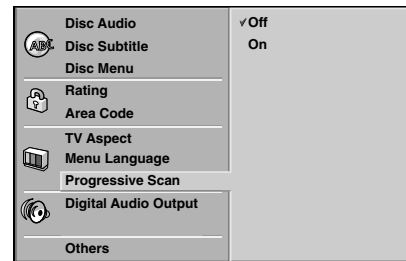 Disc Audio
Disc Subtitle
Disc Menu
Rating
Area Code
TV Aspect
Menu Language
Progressive Scan
Digital Audio Output
Others
✓Off
On
ABC